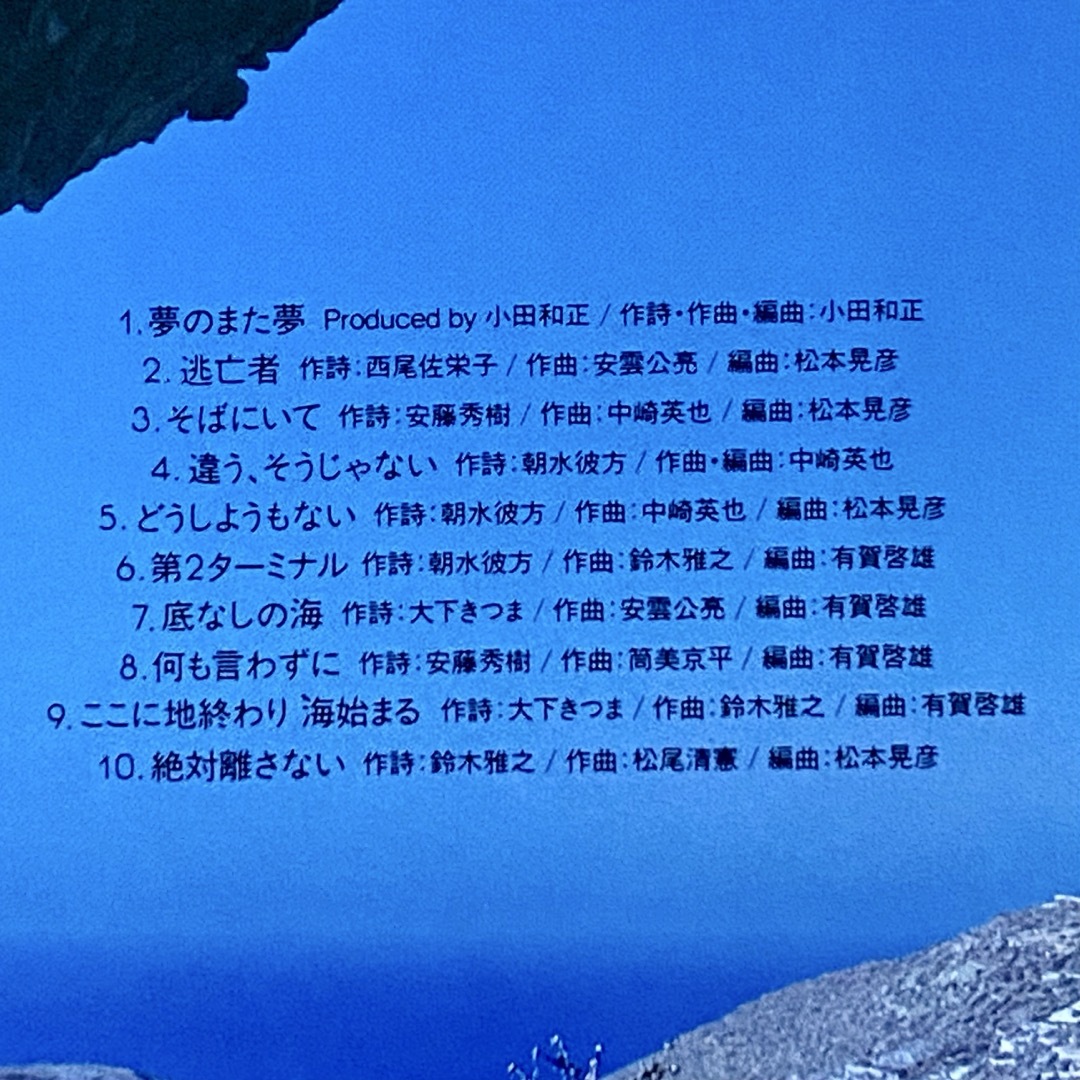 1. 夢のまた夢 Produced by 小田和正 / 作詩・作曲・編曲:小田和正
2. 逃亡者 作詩:西尾佐栄子 / 作曲:安雲公亮 / 編曲:松本晃彦
3. そばにいて 作詩:安藤秀樹 / 作曲:中崎英也 / 編曲:松本晃彦
4. 違う、そうじゃない 作詩:朝水彼方 / 作曲・編曲:中崎英也
5. どうしようもない 作詩:朝水彼方 / 作曲:中崎英也 / 編曲:松本晃彦
6. 第2ターミナル 作詩:朝水彼方 / 作曲:鈴木雅之 / 編曲:有賀啓雄
7. 底なしの海 作詩:大下きつま / 作曲:安雲公亮 / 編曲:有賀啓雄
8. 何も言わずに 作詩:安藤秀樹 / 作曲:筒美京平 / 編曲:有賀啓雄
9. ここに地終わり 海始まる 作詩:大下きつま / 作曲:鈴木雅之 / 編曲:有賀啓雄
10. 絶対離さない 作詩:鈴木雅之 / 作曲:松尾清憲 / 編曲:松本晃彦